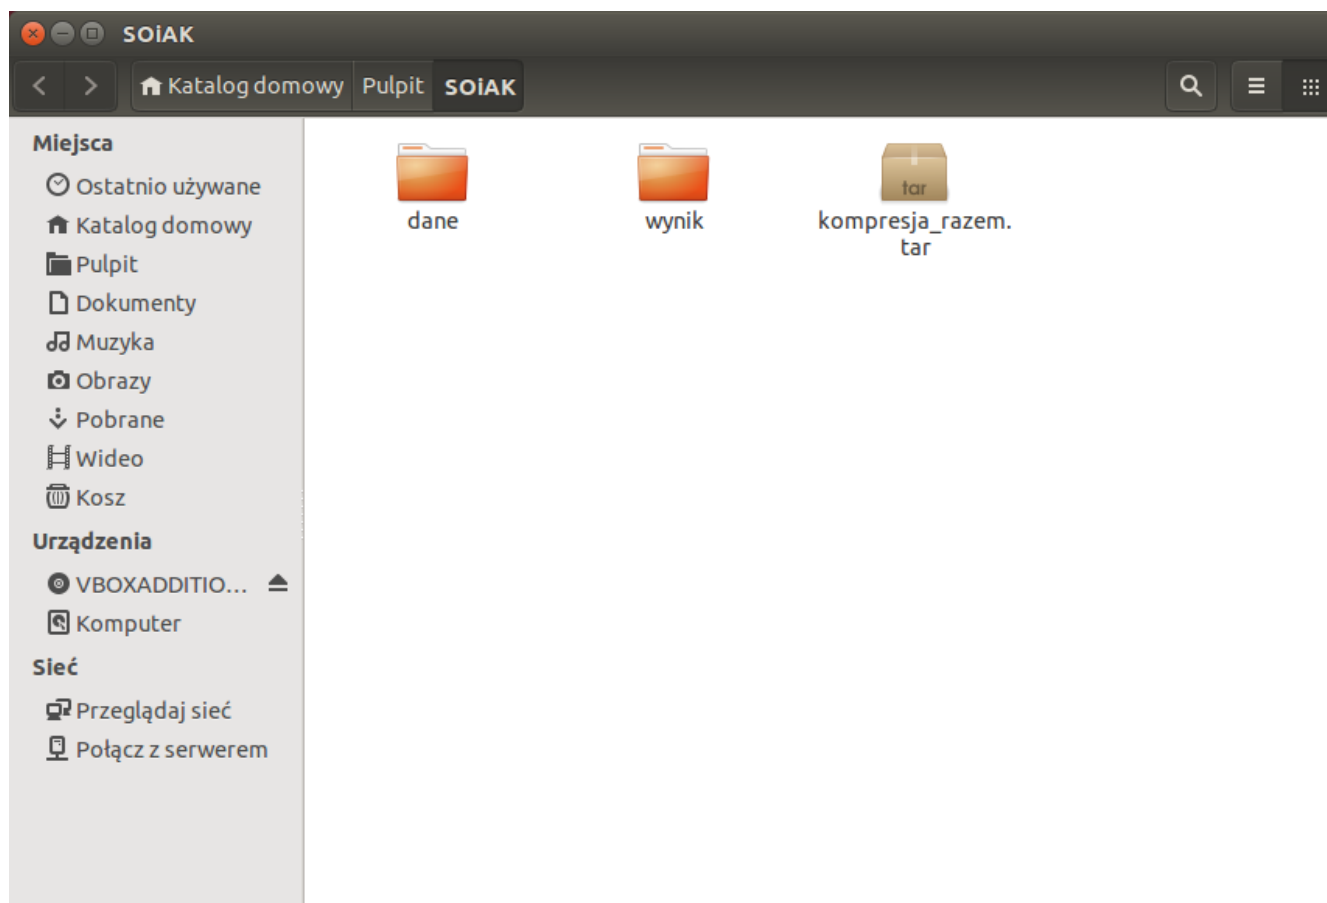 SOiAK
Katalog domowy Pulpit SOiAK
Miejsca
Ostatnio używane
Katalog domowy
Pulpit
Dokumenty
Muzyka
Obrazy
Pobrane
Wideo
Kosz
Urządzenia
VBOXADDITIO...
Komputer
Sieć
Przeglądaj sieć
Połącz z serwerem
dane
wynik
tar
kompresja_razem.
tar